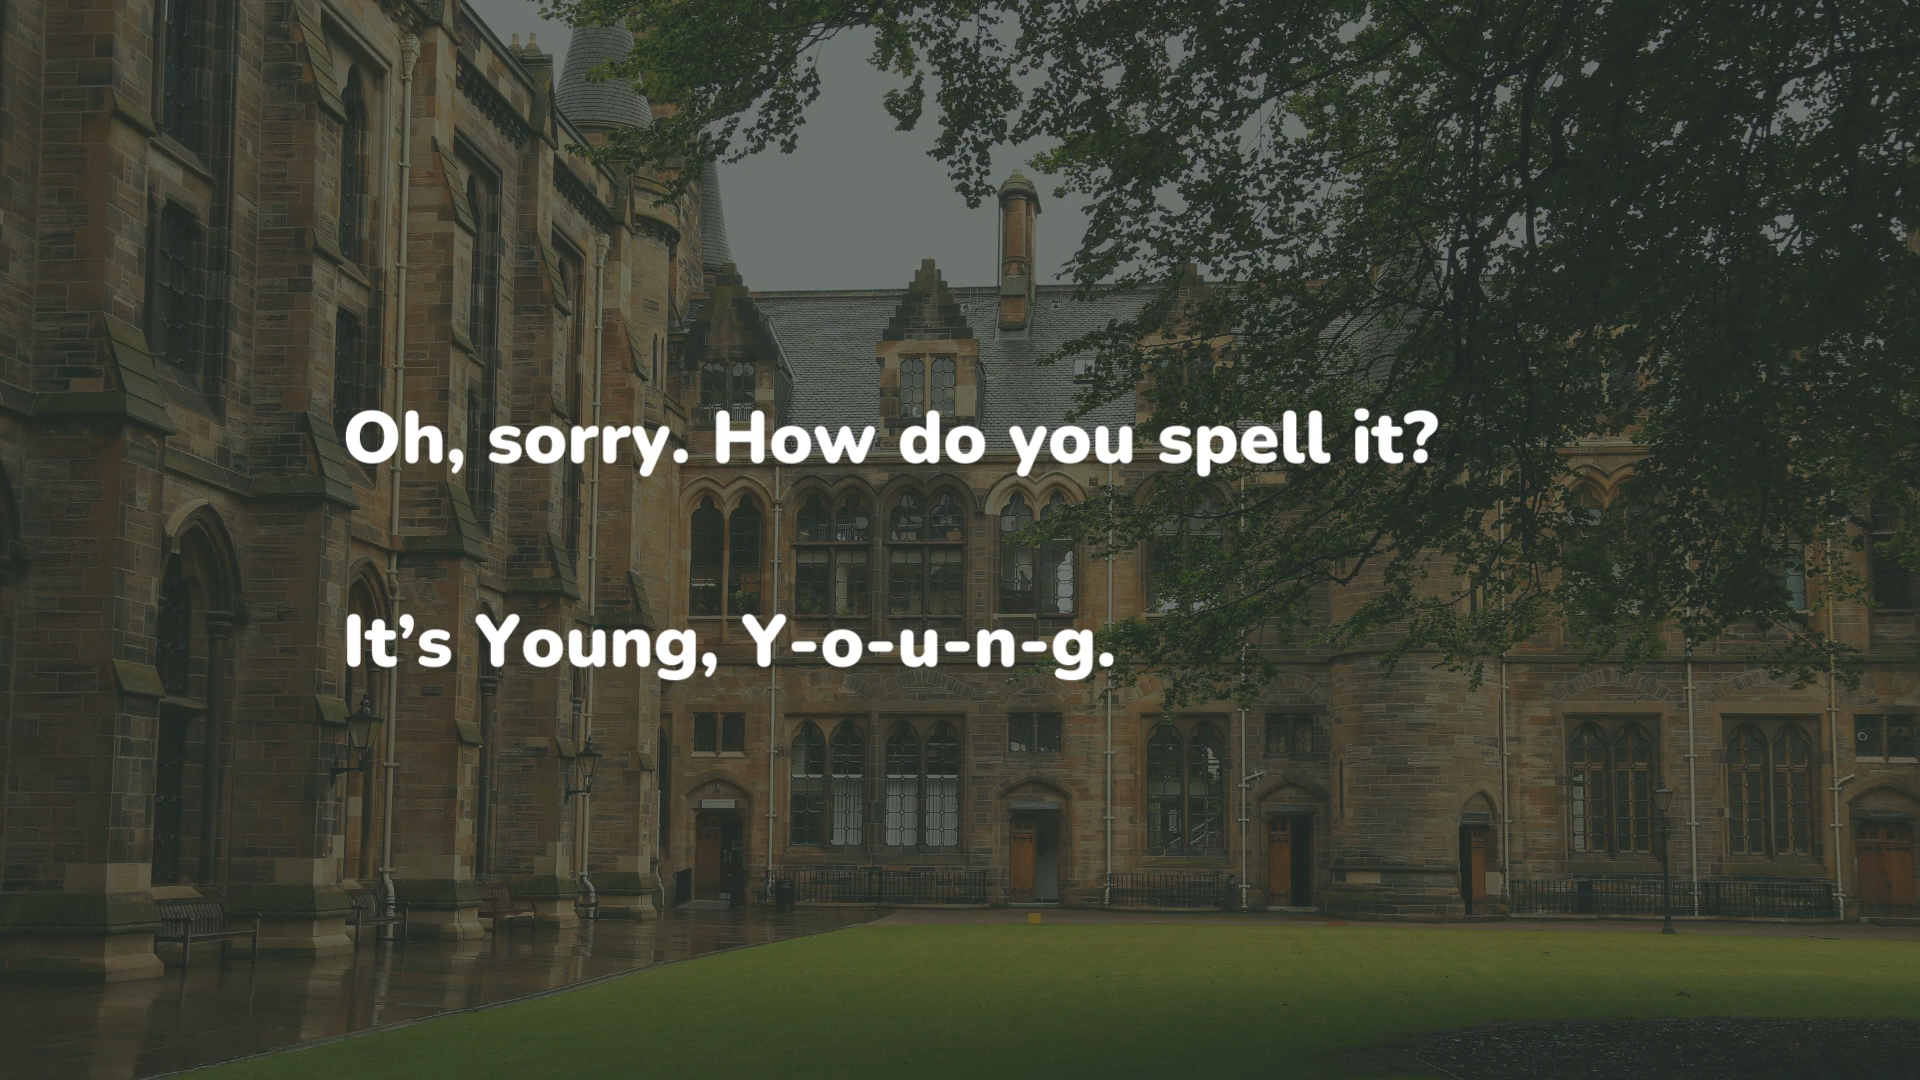 Oh, sorry. How do you spell it?
It’s Young, Y-o-u-n-g.